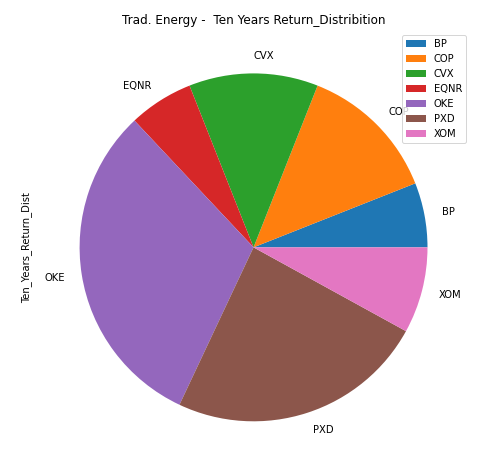 Trad. Energy -  Ten Years Return_Distribition
BP
COP
CVX
EQNR
OKE
PXD
XOM
CVX
EQNR
COP
Ten_Years_Return_Dist
BP
OKE
XOM
PXD